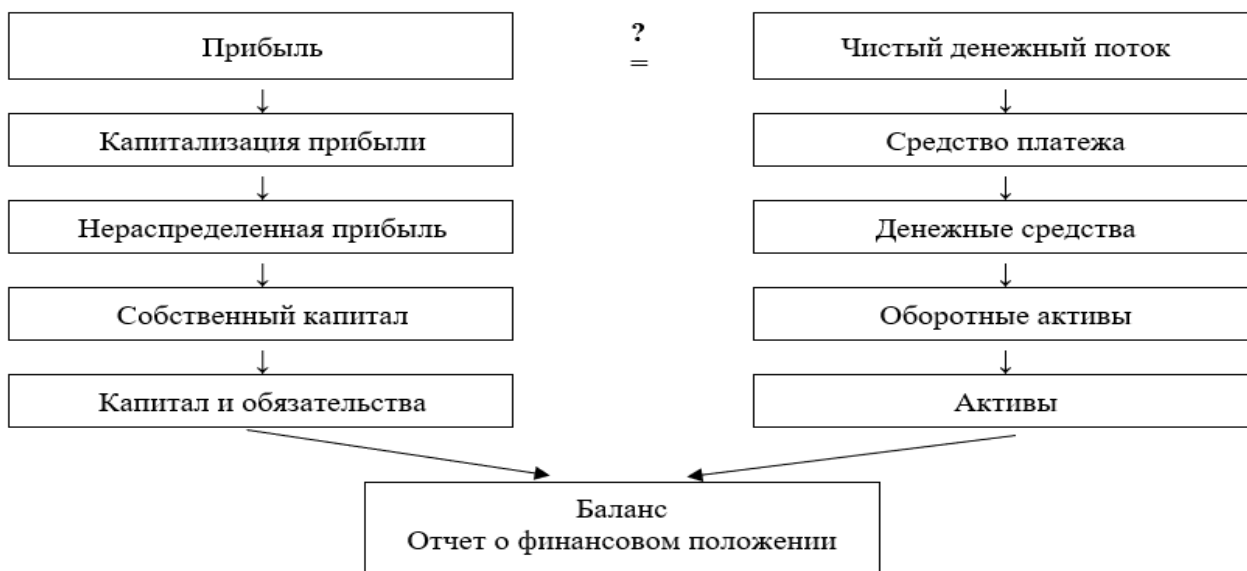 Прибыль
?
=
Чистый денежный поток
Капитализация прибыли
Средство платежа
Нераспределенная прибыль
Денежные средства
Собственный капитал
Оборотные активы
Капитал и обязательства
Активы
Баланс
Отчет о финансовом положении